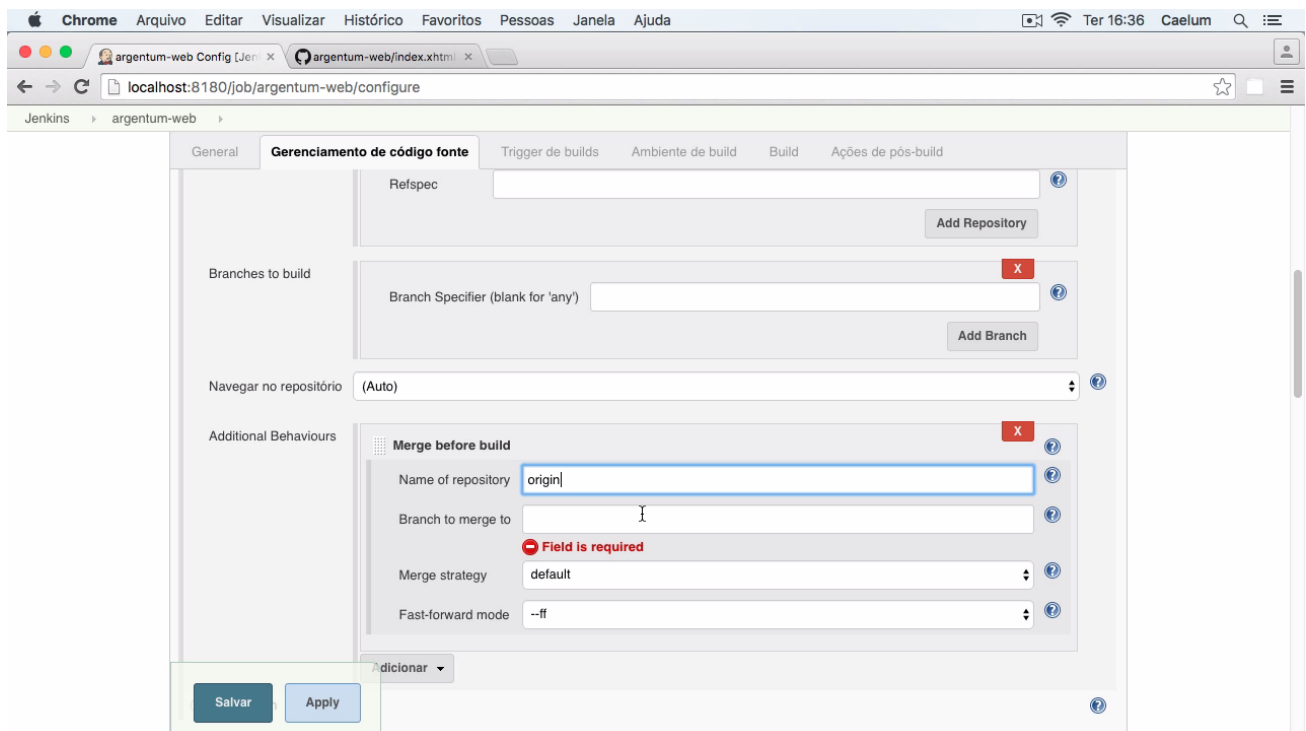 Chrome Arquivo Editar Visualizar Histórico Favoritos Pessoas Janela Ajuda Ter 16:36 Caelum
argentum-web Config [Jen × argentum-web/index.xhtml ×
localhost:8180/job/argentum-web/configure
Jenkins argentum-web
General Gerenciamento de código fonte Trigger de builds Ambiente de build Build Ações de pós-build
Refspec
Add Repository
Branches to build
X
Branch Specifier (blank for 'any')
Add Branch
Navegar no repositório (Auto)
Additional Behaviours
X
Merge before build
Name of repository origin
Branch to merge to
Field is required
Merge strategy default
Fast-forward mode --ff
Adicionar
Salvar Apply